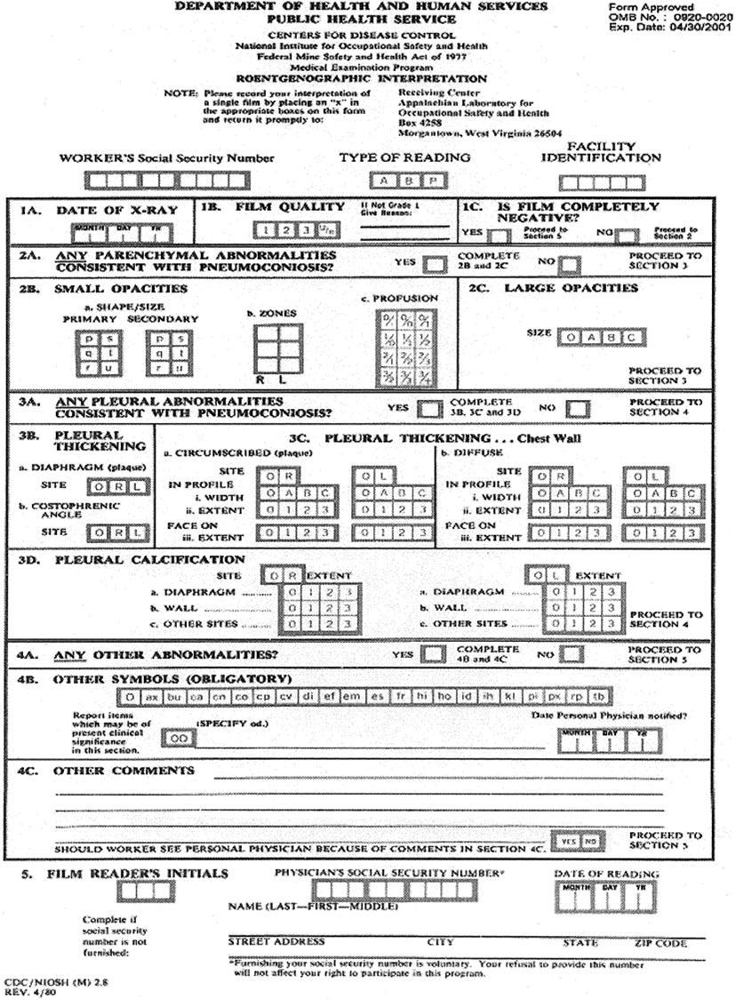 DEPARTMENT OF HEALTH AND HUMAN SERVICES
PUBLIC HEALTH SERVICE
CENTERS FOR DISEASE CONTROL
National Institute for Occupational Safety and Health
Federal Mine Safety and Health Act of 1977
Medical Examination Program
ROENTGENOGRAPHIC INTERPRETATION
Form Approved
OMB No. : 0920-0020
Exp. Date: 04/30/2001
NOTE: Please record your interpretation of
a single film by placing an "x" in
the appropriate boxes on this form
and return it promptly to:
Receiving Center
Appalachian Laboratory for
Occupational Safety and Health
Box 4258
Morgantown, West Virginia 26504
WORKER'S Social Security Number
TYPE OF READING
A B P
FACILITY
IDENTIFICATION
1A. DATE OF X-RAY
MONTH DAY YR
1B. FILM QUALITY
1 2 3 U/R
If Not Grade 1
Give Reason:
1C. IS FILM COMPLETELY
NEGATIVE?
YES Proceed to Section 5 NO Proceed to Section 2
2A. ANY PARENCHYMAL ABNORMALITIES
CONSISTENT WITH PNEUMOCONIOSIS?
YES COMPLETE 2B and 2C NO PROCEED TO SECTION 3
2B. SMALL OPACITIES
a. SHAPE/SIZE
PRIMARY SECONDARY
p s p s
q t q t
r u r u
b. ZONES
R L
c. PROFUSION
0/- 0/0 0/1
1/0 1/1 1/2
2/1 2/2 2/3
3/2 3/3 3/4
2C. LARGE OPACITIES
SIZE O A B C
PROCEED TO
SECTION 3
3A. ANY PLEURAL ABNORMALITIES
CONSISTENT WITH PNEUMOCONIOSIS?
YES COMPLETE 3B, 3C and 3D NO PROCEED TO SECTION 4
3B. PLEURAL
THICKENING
a. DIAPHRAGM (plaque)
SITE O R L
b. COSTOPHRENIC
ANGLE
SITE O R L
3C. PLEURAL THICKENING . . . Chest Wall
a. CIRCUMSCRIBED (plaque)
SITE O R O L
IN PROFILE
i. WIDTH O A B C O A B C
ii. EXTENT 0 1 2 3 0 1 2 3
FACE ON
iii. EXTENT 0 1 2 3 0 1 2 3
b. DIFFUSE
SITE O R O L
IN PROFILE
i. WIDTH O A B C O A B C
ii. EXTENT 0 1 2 3 0 1 2 3
FACE ON
iii. EXTENT 0 1 2 3 0 1 2 3
3D. PLEURAL CALCIFICATION
SITE O R EXTENT O L EXTENT
a. DIAPHRAGM .......... 0 1 2 3 a. DIAPHRAGM ...... 0 1 2 3
b. WALL .................. 0 1 2 3 b. WALL ............... 0 1 2 3
c. OTHER SITES ........ 0 1 2 3 c. OTHER SITES ...... 0 1 2 3
PROCEED TO
SECTION 4
4A. ANY OTHER ABNORMALITIES?
YES COMPLETE 4B and 4C NO PROCEED TO SECTION 5
4B. OTHER SYMBOLS (OBLIGATORY)
O ax bu ca cn co cp cv di ef em es fr hi ho id ih kl pi px rp tb
Report items
which may be of
present clinical
significance
in this section.
OD
(SPECIFY od.)
Date Personal Physician notified?
MONTH DAY YR
4C. OTHER COMMENTS
SHOULD WORKER SEE PERSONAL PHYSICIAN BECAUSE OF COMMENTS IN SECTION 4C.
YES NO
PROCEED TO
SECTION 5
5. FILM READER'S INITIALS
PHYSICIAN'S SOCIAL SECURITY NUMBER*
DATE OF READING
MONTH DAY YR
NAME (LAST—FIRST—MIDDLE)
Complete if
social security
number is not
furnished:
STREET ADDRESS CITY STATE ZIP CODE
*Furnishing your social security number is voluntary. Your refusal to provide this number
will not affect your right to participate in this program.
CDC/NIOSH (M) 2.8
REV. 4/80